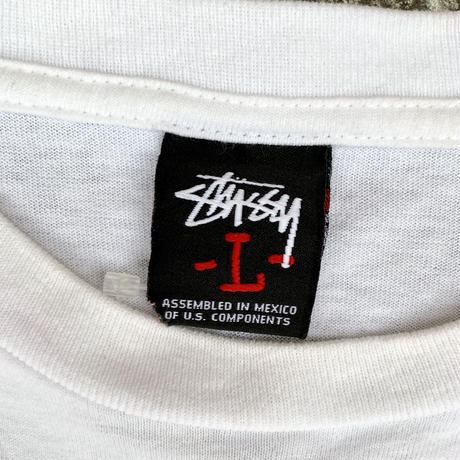 STÜSSY
-L-
ASSEMBLED IN MEXICO
OF U.S. COMPONENTS